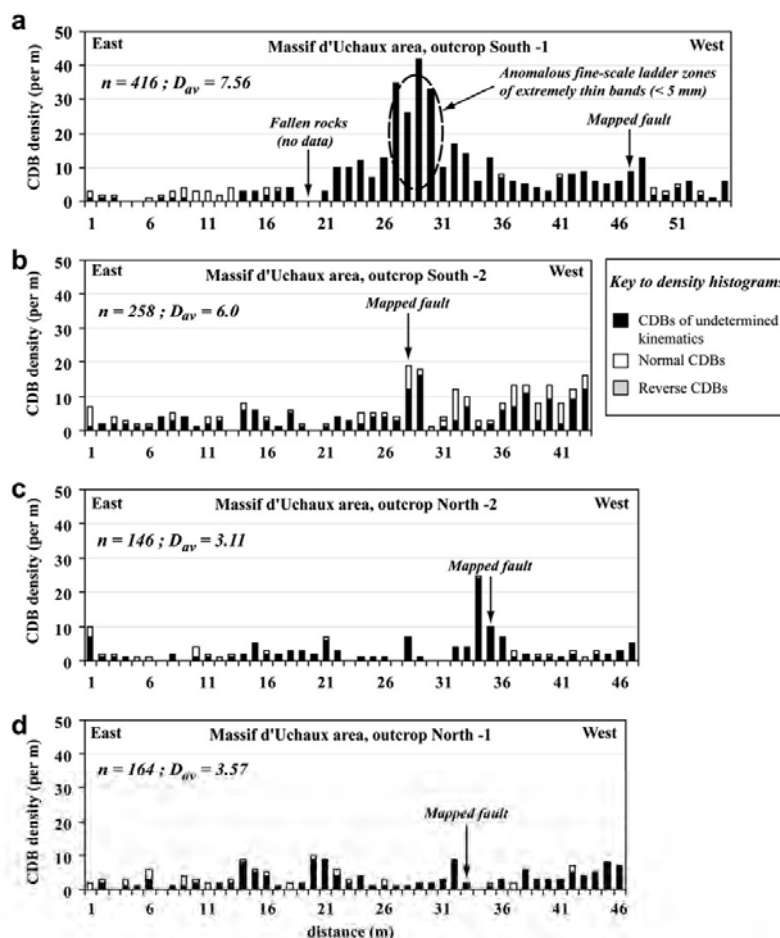 a
East Massif d'Uchaux area, outcrop South -1 West
n = 416 ; Dav = 7.56
Anomalous fine-scale ladder zones
of extremely thin bands (< 5 mm)
Fallen rocks
(no data)
Mapped fault
CDB density (per m)
50
40
30
20
10
0
1 6 11 16 21 26 31 36 41 46 51
b
East Massif d'Uchaux area, outcrop South -2 West
n = 258 ; Dav = 6.0
Mapped fault
CDB density (per m)
50
40
30
20
10
0
1 6 11 16 21 26 31 36 41
Key to density histograms
CDBs of undetermined
kinematics
Normal CDBs
Reverse CDBs
c
East Massif d'Uchaux area, outcrop North -2 West
n = 146 ; Dav = 3.11
Mapped fault
CDB density (per m)
50
40
30
20
10
0
1 6 11 16 21 26 31 36 41 46
d
East Massif d'Uchaux area, outcrop North -1 West
n = 164 ; Dav = 3.57
Mapped fault
CDB density (per m)
50
40
30
20
10
0
1 6 11 16 21 26 31 36 41 46
distance (m)